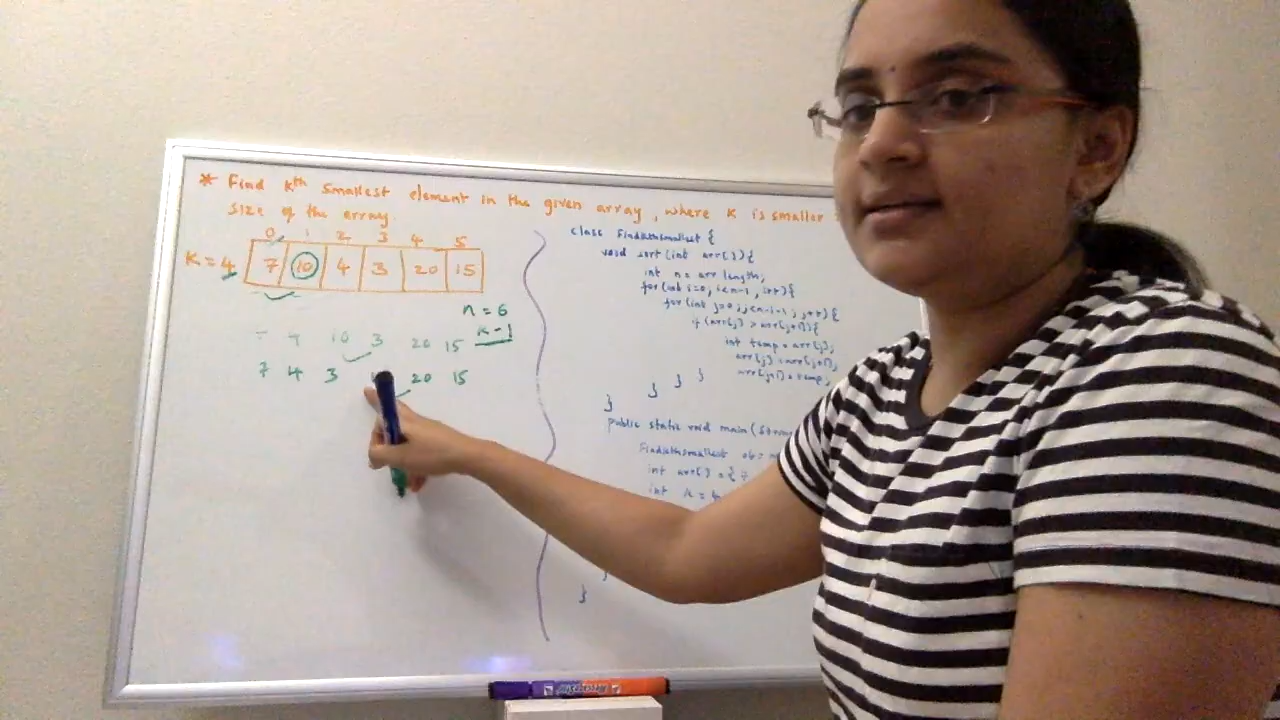 * Find Kth smallest element in the given array, where K is smaller
size of the array.
0 1 2 3 4 5
K = 4 7 10 4 3 20 15
n = 6
K-1
7 4 10 3 20 15
7 4 3 20 15
class Findkthsmallest {
void sort (int arr[]) {
int n = arr.length;
for (int i=0; i<n-1; i++) {
for (int j=0; j<n-i-1; j++) {
if (arr[j] > arr[j+1]) {
int temp = arr[j];
arr[j] = arr[j+1];
arr[j+1] = temp;
}
}
}
}
public static void main (String
Findkthsmallest ob =
int arr[] = {
int K = 4
}
}